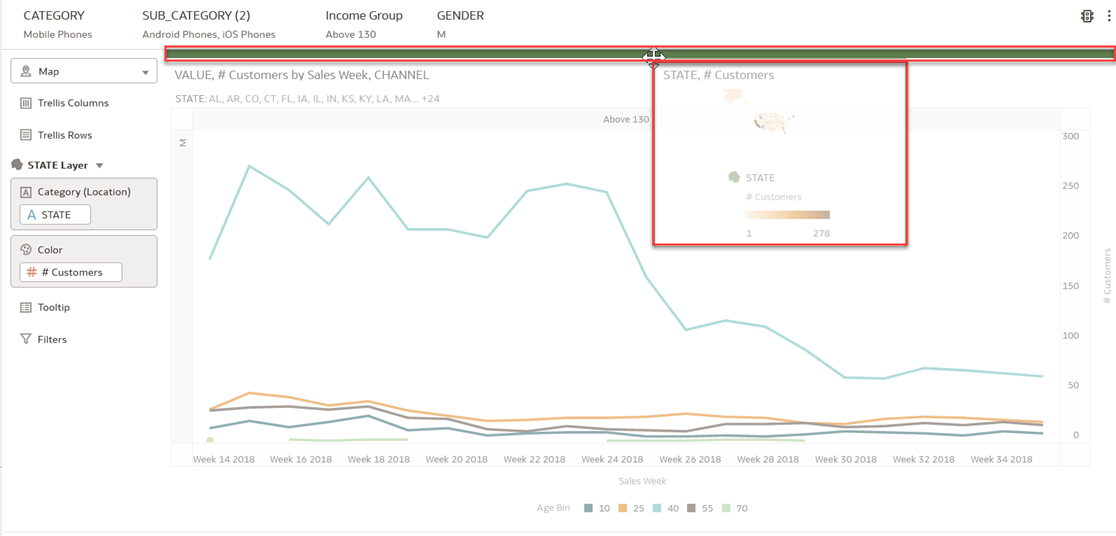 CATEGORY
Mobile Phones
SUB_CATEGORY (2)
Android Phones, iOS Phones
Income Group
Above 130
GENDER
M
Map
Trellis Columns
Trellis Rows
STATE Layer
A Category (Location)
A STATE
Color
# # Customers
Tooltip
Filters
VALUE, # Customers by Sales Week, CHANNEL
STATE: AL, AR, CO, CT, FL, IA, IL, IN, KS, KY, LA, MA... +24
Above 130
M
STATE, # Customers
STATE
# Customers
1 278
300
250
200
150
100
50
0
# Customers
Week 14 2018 Week 16 2018 Week 18 2018 Week 20 2018 Week 22 2018 Week 24 2018 Week 26 2018 Week 28 2018 Week 30 2018 Week 32 2018 Week 34 2018
Sales Week
Age Bin 10 25 40 55 70